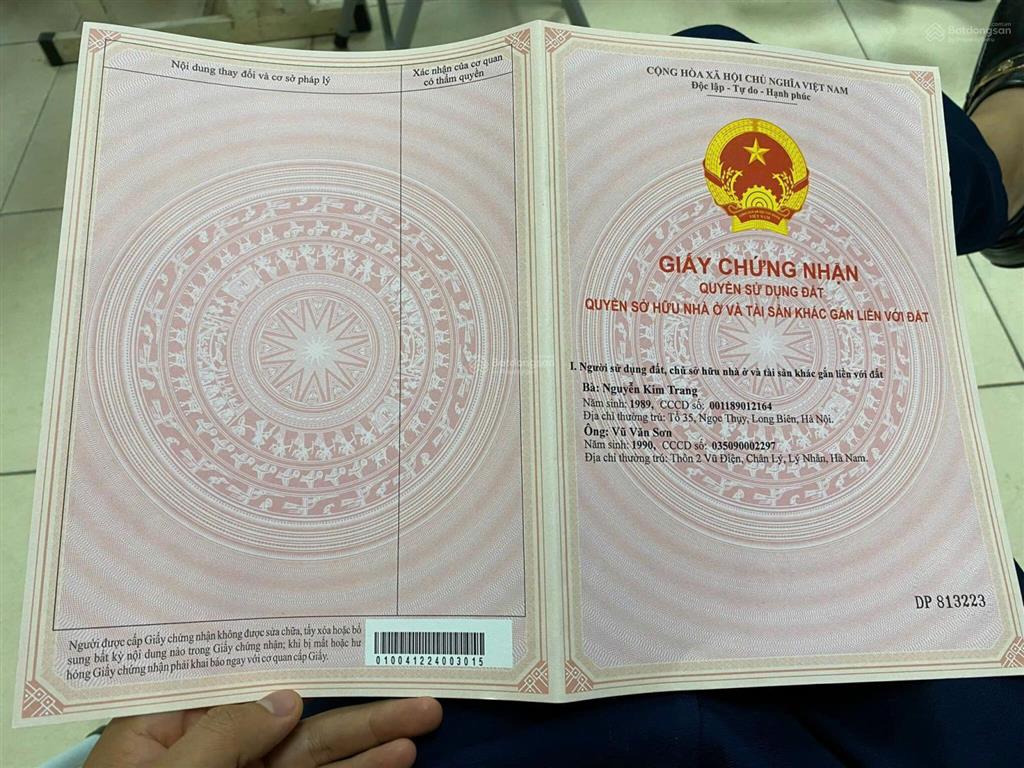 Nội dung thay đổi và cơ sở pháp lý
Xác nhận của cơ quan
có thẩm quyền
Người được cấp Giấy chứng nhận không được sửa chữa, tẩy xóa hoặc bổ
sung bất kỳ nội dung nào trong Giấy chứng nhận; khi bị mất hoặc hư
hỏng Giấy chứng nhận phải khai báo ngay với cơ quan cấp Giấy.
010041224003015
CỘNG HÒA XÃ HỘI CHỦ NGHĨA VIỆT NAM
Độc lập - Tự do - Hạnh phúc
VIỆT NAM
GIẤY CHỨNG NHẬN
QUYỀN SỬ DỤNG ĐẤT
QUYỀN SỞ HỮU NHÀ Ở VÀ TÀI SẢN KHÁC GẮN LIỀN VỚI ĐẤT
I. Người sử dụng đất, chủ sở hữu nhà ở và tài sản khác gắn liền với đất
Bà: Nguyễn Kim Trang
Năm sinh: 1989, CCCD số: 001189012164
Địa chỉ thường trú: Tổ 35, Ngọc Thụy, Long Biên, Hà Nội.
Ông: Vũ Văn Sơn
Năm sinh: 1990, CCCD số: 035090002297
Địa chỉ thường trú: Thôn 2 Vũ Điện, Chân Lý, Lý Nhân, Hà Nam.
DP 813223
Batdongsan